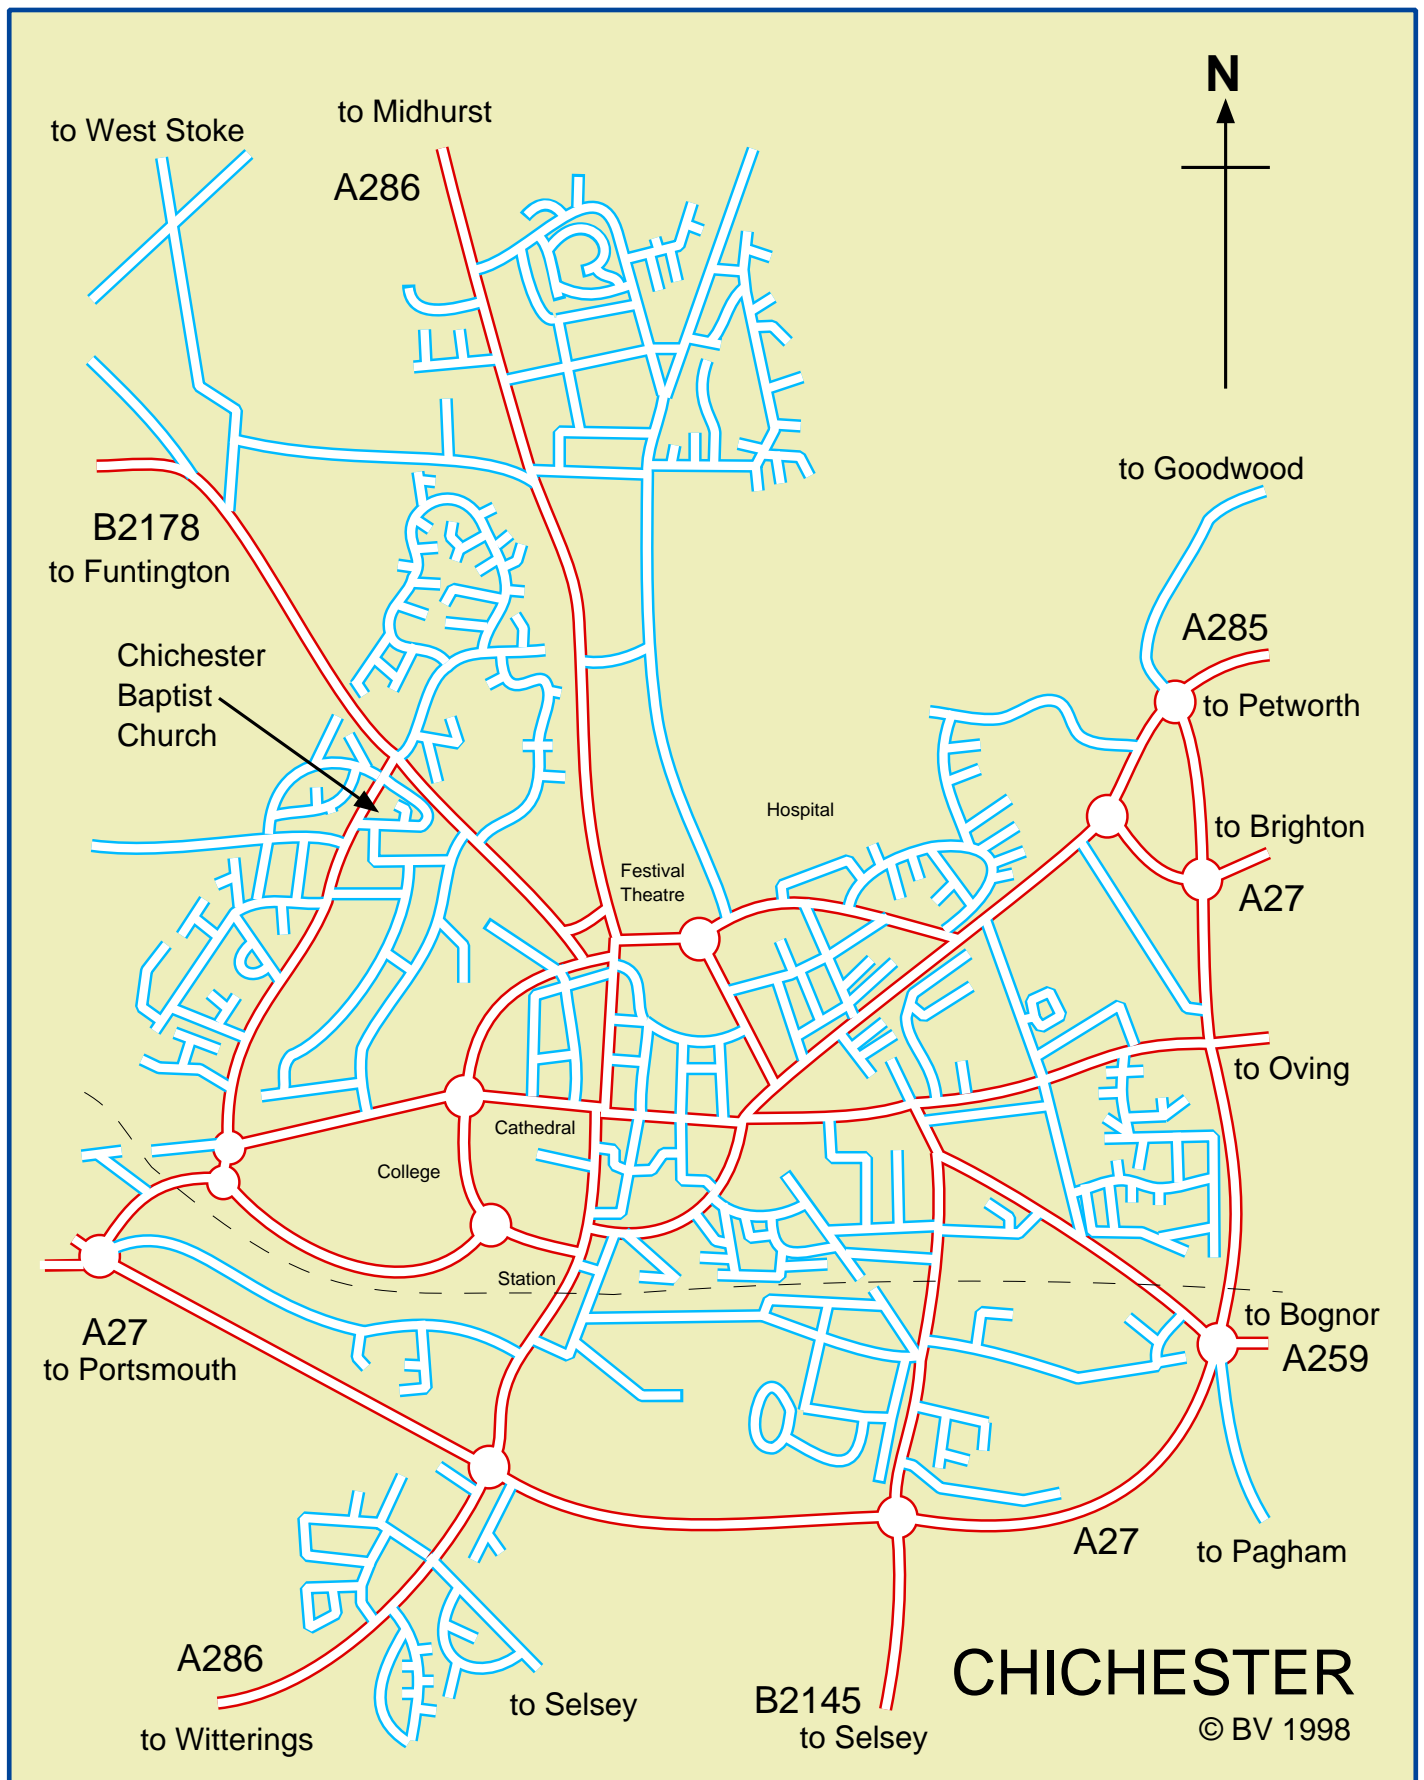 N
to Midhurst
to West Stoke
A286
to Goodwood
B2178
to Funtington
A285
Chichester
Baptist
Church
to Petworth
Hospital
to Brighton
Festival
Theatre
A27
to Oving
Cathedral
College
Station
to Bognor
A259
A27
to Portsmouth
A27
to Pagham
A286
to Witterings
to Selsey
B2145
to Selsey
CHICHESTER
© BV 1998